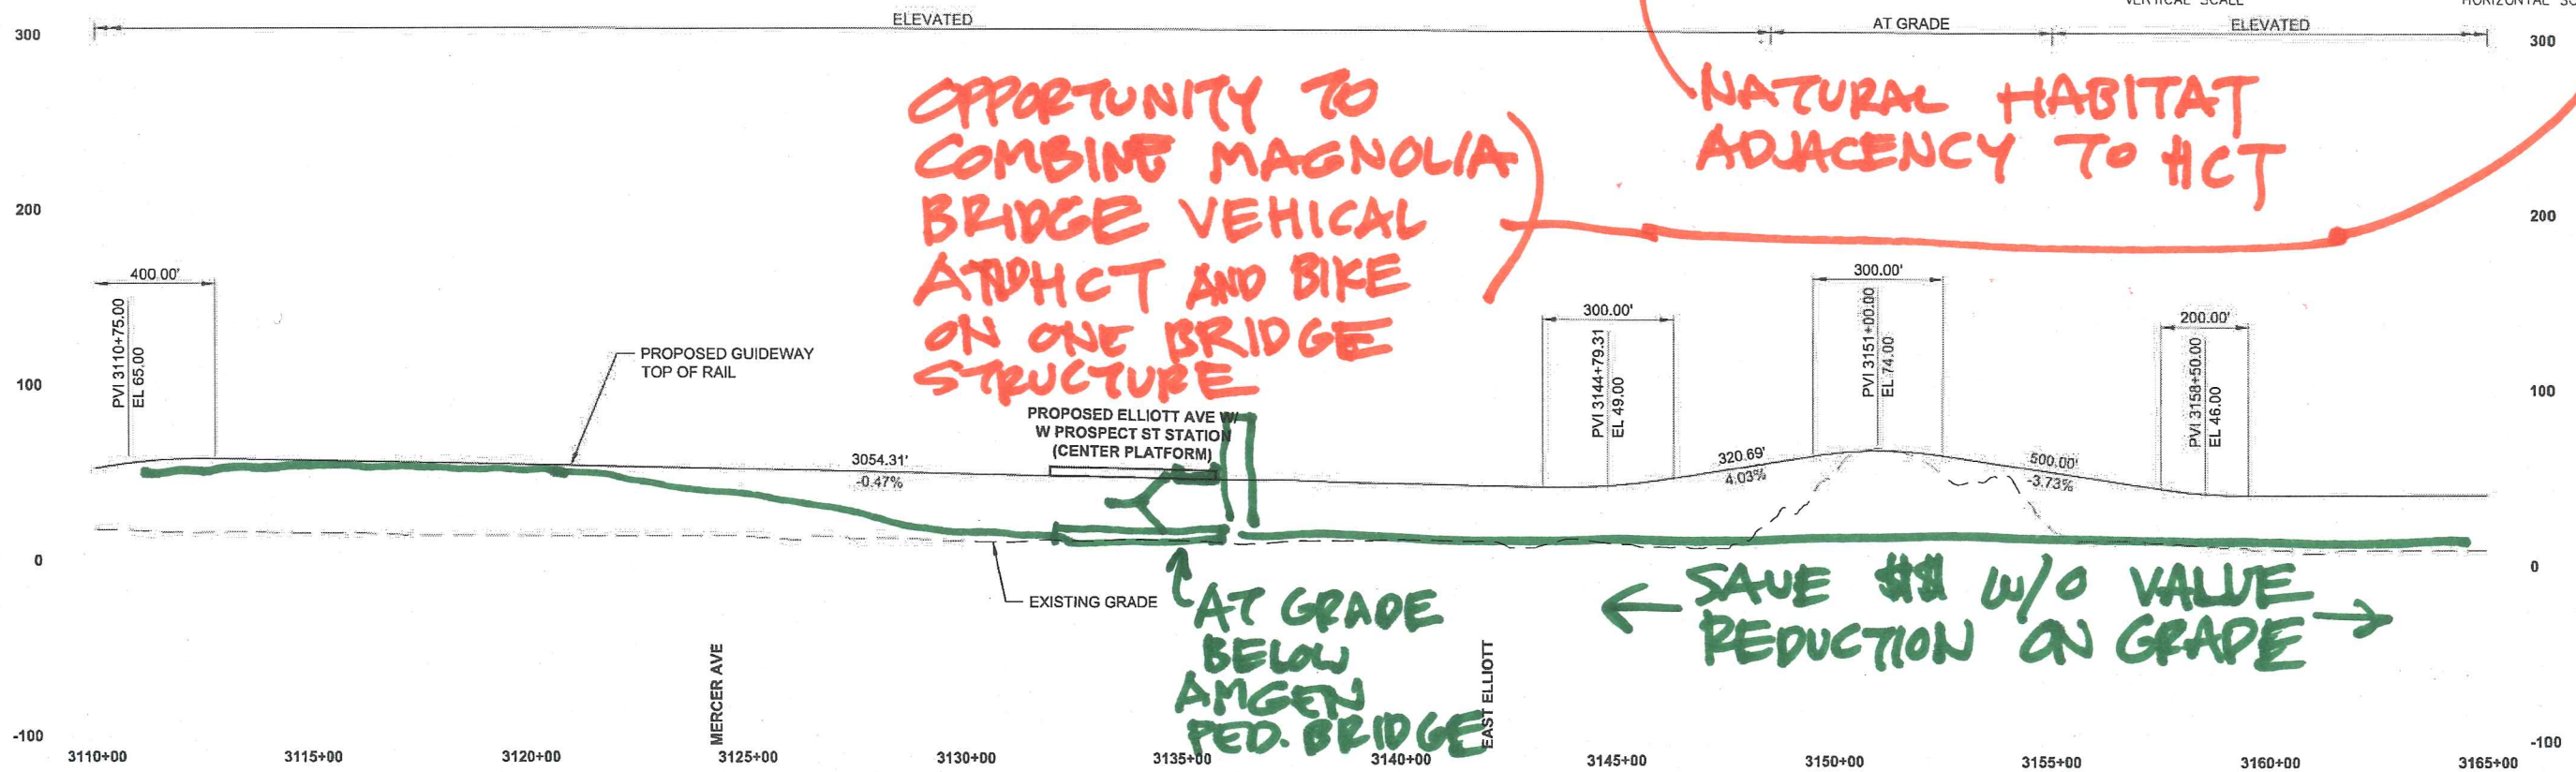 VERTICAL SCALE
ELEVATED
AT GRADE
ELEVATED
300
300
OPPORTUNITY TO
COMBINE MAGNOLIA
BRIDGE VEHICAL
AND HCT AND BIKE
ON ONE BRIDGE
STRUCTURE
NATURAL HABITAT
ADJACENCY TO HCT
200
200
400.00'
PVI 3110+75.00
EL 65.00
PROPOSED GUIDEWAY
TOP OF RAIL
300.00'
PVI 3144+79.31
EL 49.00
300.00'
PVI 3151+00.00
EL 74.00
200.00'
PVI 3158+50.00
EL 46.00
100
100
PROPOSED ELLIOTT AVE W/
W PROSPECT ST STATION
(CENTER PLATFORM)
3054.31'
-0.47%
320.69'
4.03%
500.00'
-3.73%
0
0
EXISTING GRADE
AT GRADE
BELOW
AMGEN
PED. BRIDGE
SAVE $$ W/O VALUE
REDUCTION ON GRADE
MERCER AVE
EAST ELLIOTT
-100
-100
3110+00
3115+00
3120+00
3125+00
3130+00
3135+00
3140+00
3145+00
3150+00
3155+00
3160+00
3165+00